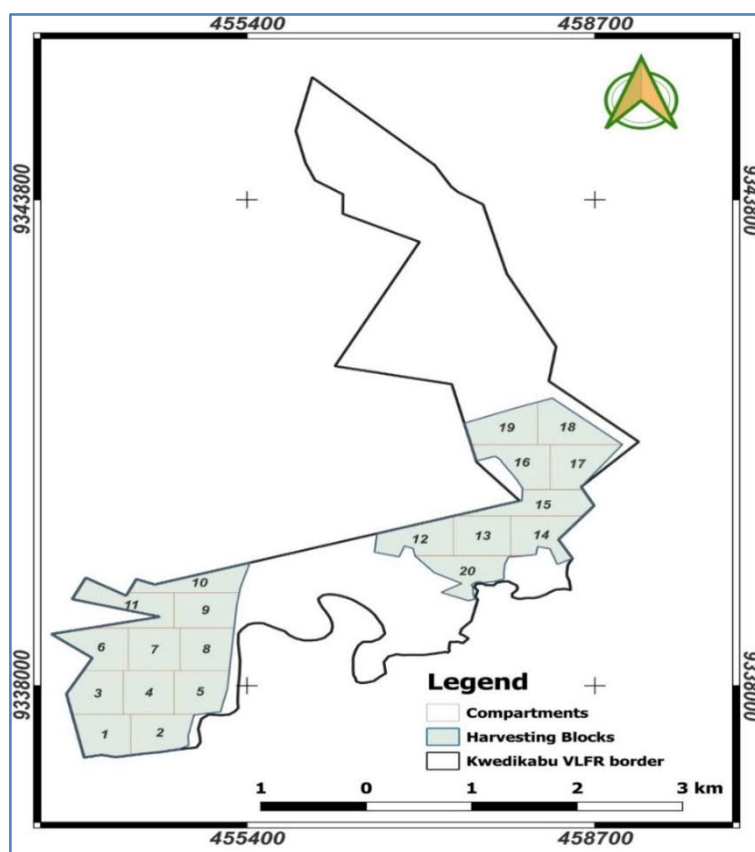 455400 458700
9343800 9343800
19 18
16 17
15
12 13 14
20
10
11 9
6 7 8
3 4 5
1 2
9338000 9338000
Legend
Compartments
Harvesting Blocks
Kwedikabu VLFR border
1 0 1 2 3 km
455400 458700